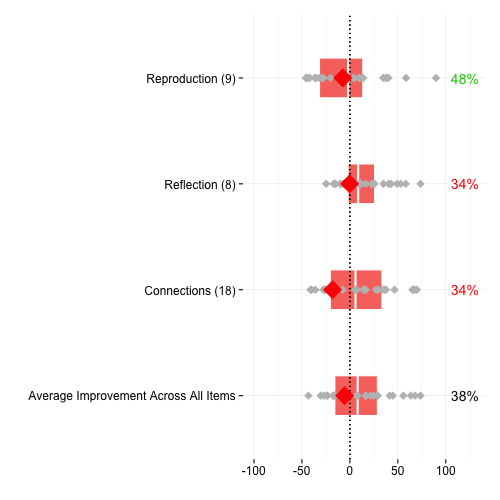 Reproduction (9)
48%
Reflection (8)
34%
Connections (18)
34%
Average Improvement Across All Items
38%
-100 -50 0 50 100